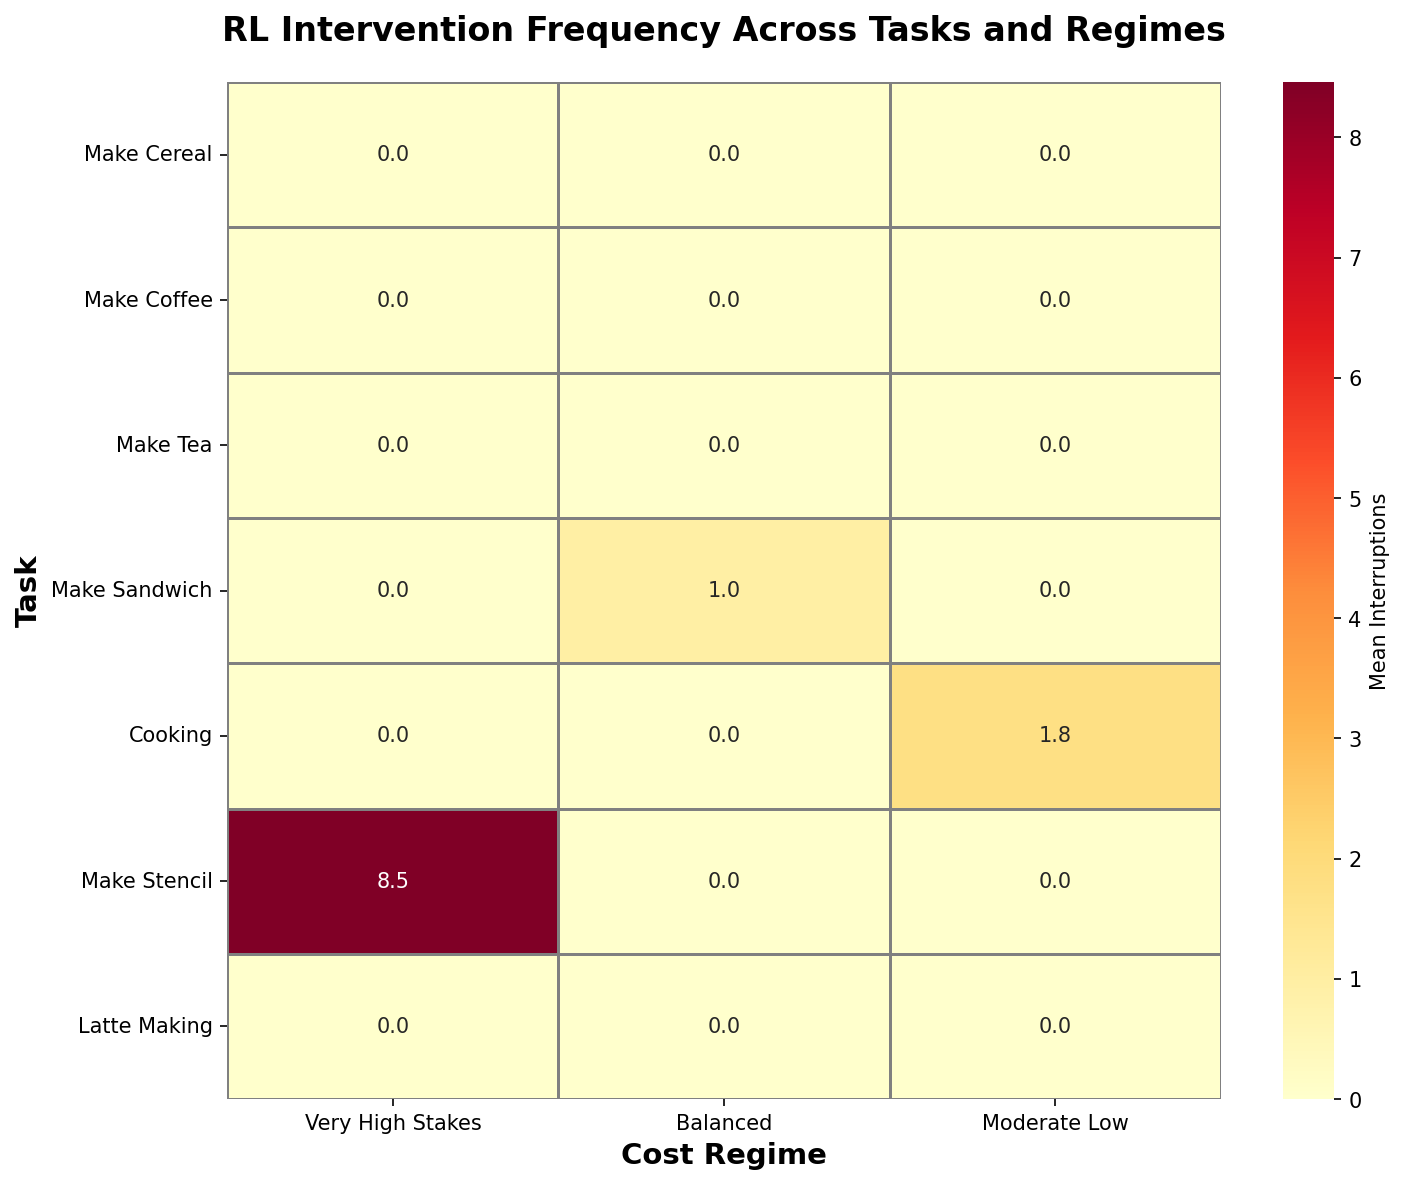 RL Intervention Frequency Across Tasks and Regimes
Task
Make Cereal 0.0 0.0 0.0
Make Coffee 0.0 0.0 0.0
Make Tea 0.0 0.0 0.0
Make Sandwich 0.0 1.0 0.0
Cooking 0.0 0.0 1.8
Make Stencil 8.5 0.0 0.0
Latte Making 0.0 0.0 0.0
Very High Stakes Balanced Moderate Low
Cost Regime
8
7
6
5
4
3
2
1
0
Mean Interruptions